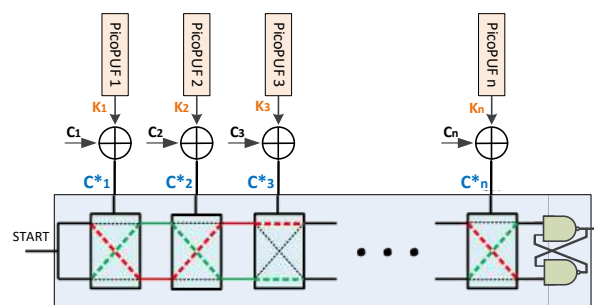 PicoPUF 1
PicoPUF 2
PicoPUF 3
PicoPUF n
K1
K2
K3
Kn
C1
C2
C3
Cn
C*1
C*2
C*3
C*n
START